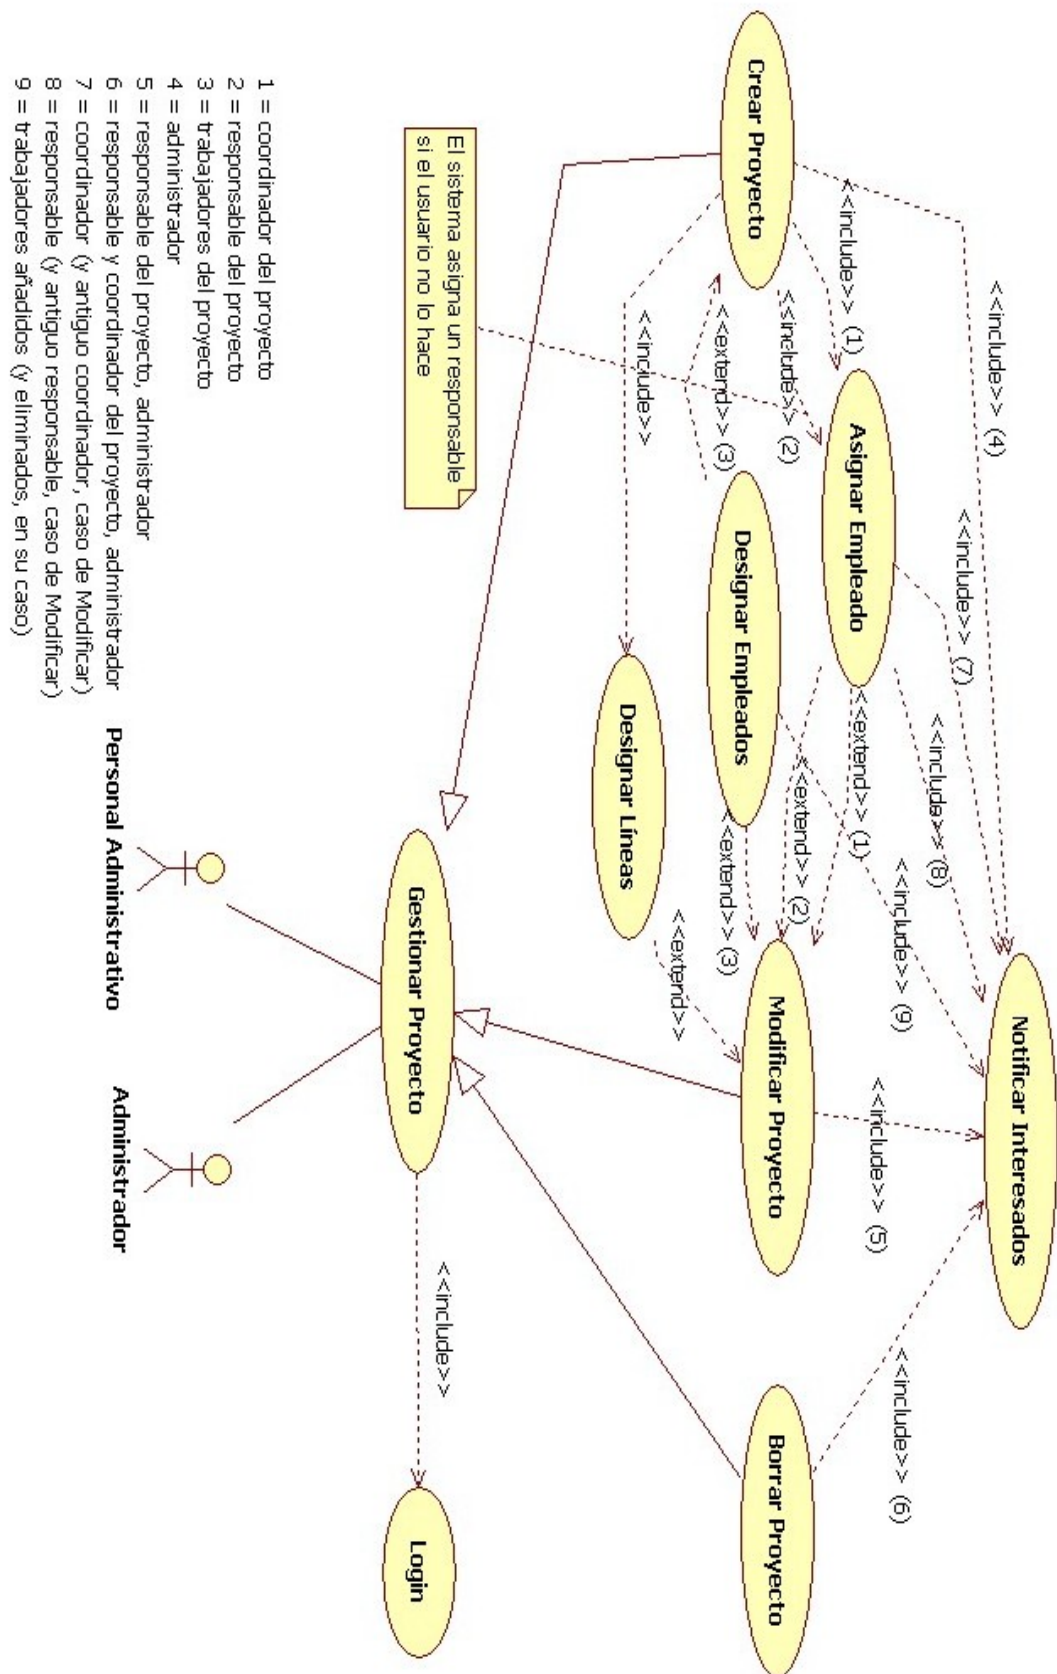 Notificar Interesados
<<include>> (4)
<<include>> (7)
<<include>> (8)
<<include>> (9)
<<include>> (5)
<<include>> (6)
<<include>> (1)
Asignar Empleado
<<extend>> (1)
<<include>> (2)
<<extend>> (2)
Crear Proyecto
<<extend>> (3)
Designar Empleados
<<extend>> (3)
Modificar Proyecto
Borrar Proyecto
<<include>>
Designar Líneas
<<extend>>
El sistema asigna un responsable
si el usuario no lo hace
Gestionar Proyecto
<<include>>
Login
Personal Administrativo
Administrador
1 = coordinador del proyecto
2 = responsable del proyecto
3 = trabajadores del proyecto
4 = administrador
5 = responsable del proyecto, administrador
6 = responsable y coordinador del proyecto, administrador
7 = coordinador (y antiguo coordinador, caso de Modificar)
8 = responsable (y antiguo responsable, caso de Modificar)
9 = trabajadores añadidos (y eliminados, en su caso)